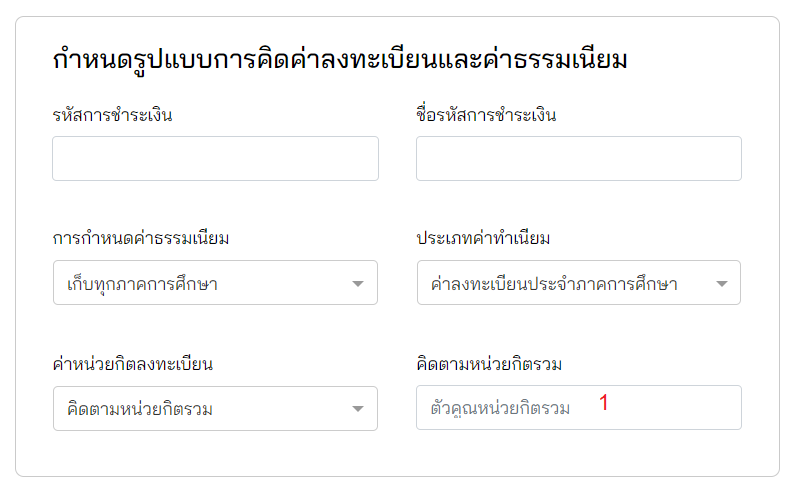 กำหนดรูปแบบการคิดค่าลงทะเบียนและค่าธรรมเนียม
รหัสการชำระเงิน
ชื่อรหัสการชำระเงิน
การกำหนดค่าธรรมเนียม
ประเภทค่าทำเนียม
เก็บทุกภาคการศึกษา
ค่าลงทะเบียนประจำภาคการศึกษา
ค่าหน่วยกิตลงทะเบียน
คิดตามหน่วยกิตรวม
คิดตามหน่วยกิตรวม
ตัวคูณหน่วยกิตรวม 1